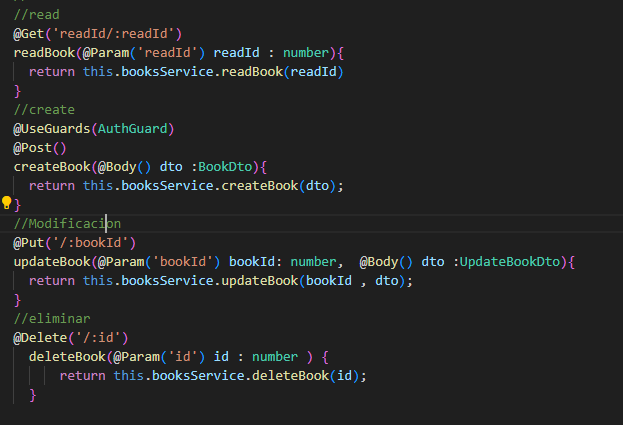 //read
@Get('readId/:readId')
readBook(@Param('readId') readId : number){
  return this.booksService.readBook(readId)
}
//create
@UseGuards(AuthGuard)
@Post()
createBook(@Body() dto :BookDto){
  return this.booksService.createBook(dto);
}
//Modificacion
@Put('/:bookId')
updateBook(@Param('bookId') bookId: number,  @Body() dto :UpdateBookDto){
  return this.booksService.updateBook(bookId , dto);
}
//eliminar
@Delete('/:id')
  deleteBook(@Param('id') id : number ) {
      return this.booksService.deleteBook(id);
  }